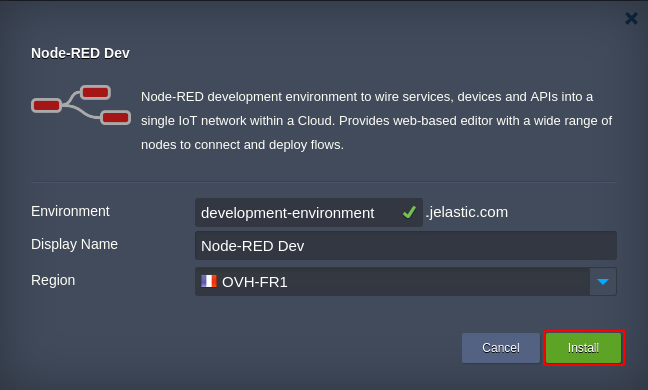 Node-RED Dev
Node-RED development environment to wire services, devices and APIs into a
single IoT network within a Cloud. Provides web-based editor with a wide range of
nodes to connect and deploy flows.
Environment development-environment .jelastic.com
Display Name Node-RED Dev
Region OVH-FR1
Cancel Install